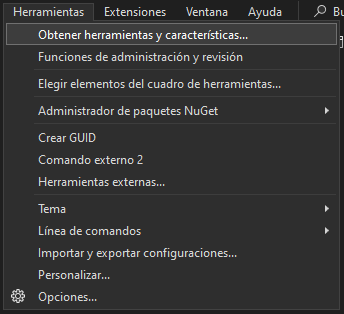 Herramientas Extensiones Ventana Ayuda Bu
Obtener herramientas y características...
Funciones de administración y revisión
Elegir elementos del cuadro de herramientas...
Administrador de paquetes NuGet
Crear GUID
Comando externo 2
Herramientas externas...
Tema
Línea de comandos
Importar y exportar configuraciones...
Personalizar...
Opciones...